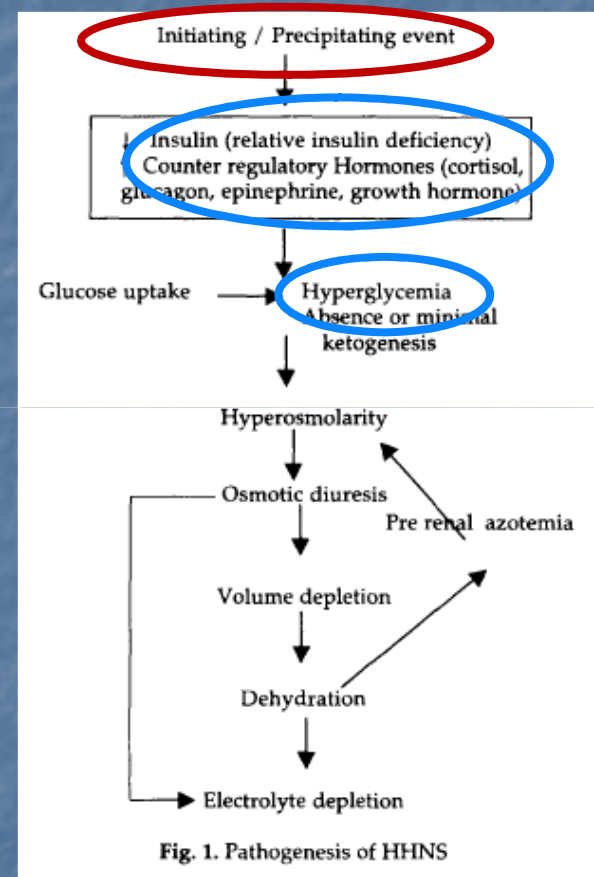 Initiating / Precipitating event
↓ Insulin (relative insulin deficiency)
Counter regulatory Hormones (cortisol,
glucagon, epinephrine, growth hormone)
Glucose uptake
Hyperglycemia
Absence or minimal
ketogenesis
Hyperosmolarity
Osmotic diuresis
Pre renal azotemia
Volume depletion
Dehydration
Electrolyte depletion
Fig. 1. Pathogenesis of HHNS